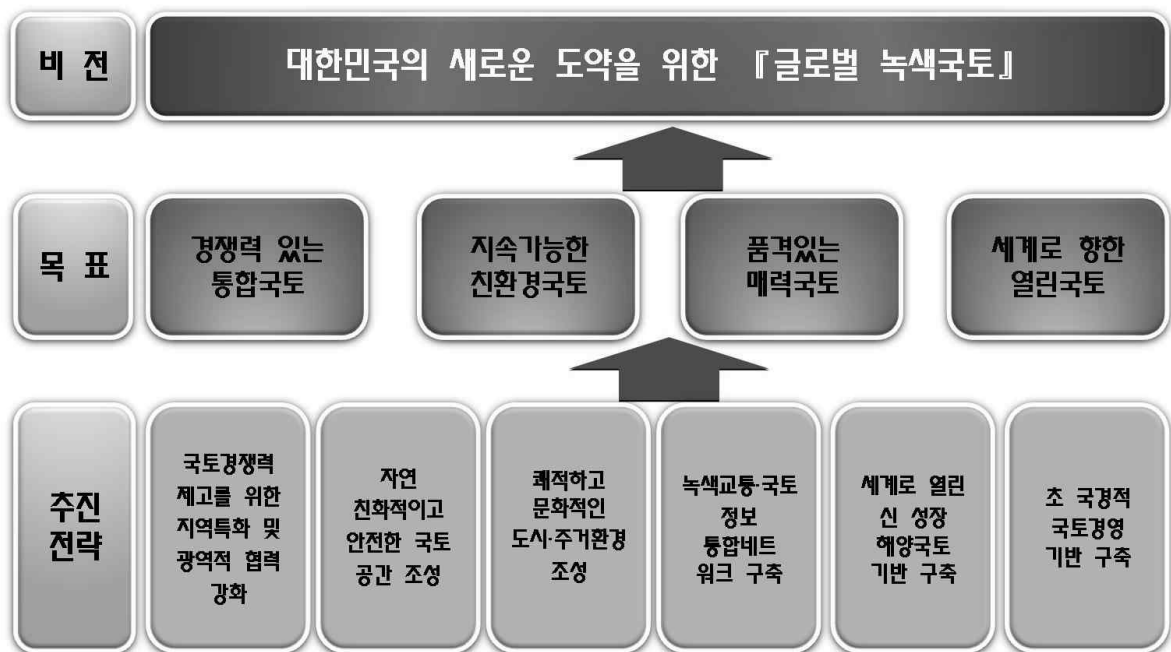 비 전
대한민국의 새로운 도약을 위한 『글로벌 녹색국토』
목 표
경쟁력 있는
통합국토
지속가능한
친환경국토
품격있는
매력국토
세계로 향한
열린국토
추진
전략
국토경쟁력
제고를 위한
지역특화 및
광역적 협력
강화
자연
친화적이고
안전한 국토
공간 조성
쾌적하고
문화적인
도시·주거환경
조성
녹색교통·국토
정보
통합네트
워크 구축
세계로 열린
신 성장
해양국토
기반 구축
초 국경적
국토경영
기반 구축